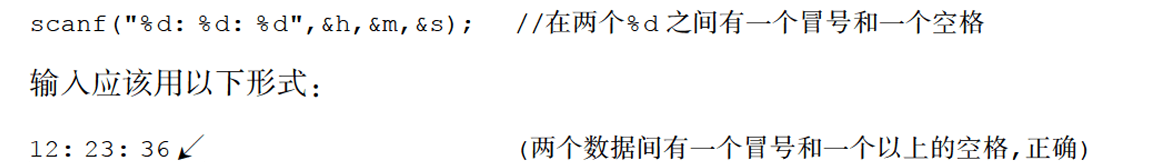 scanf("%d: %d: %d",&h,&m,&s);  //在两个%d之间有一个冒号和一个空格
输入应该用以下形式:
12: 23: 36↙  (两个数据间有一个冒号和一个以上的空格,正确)